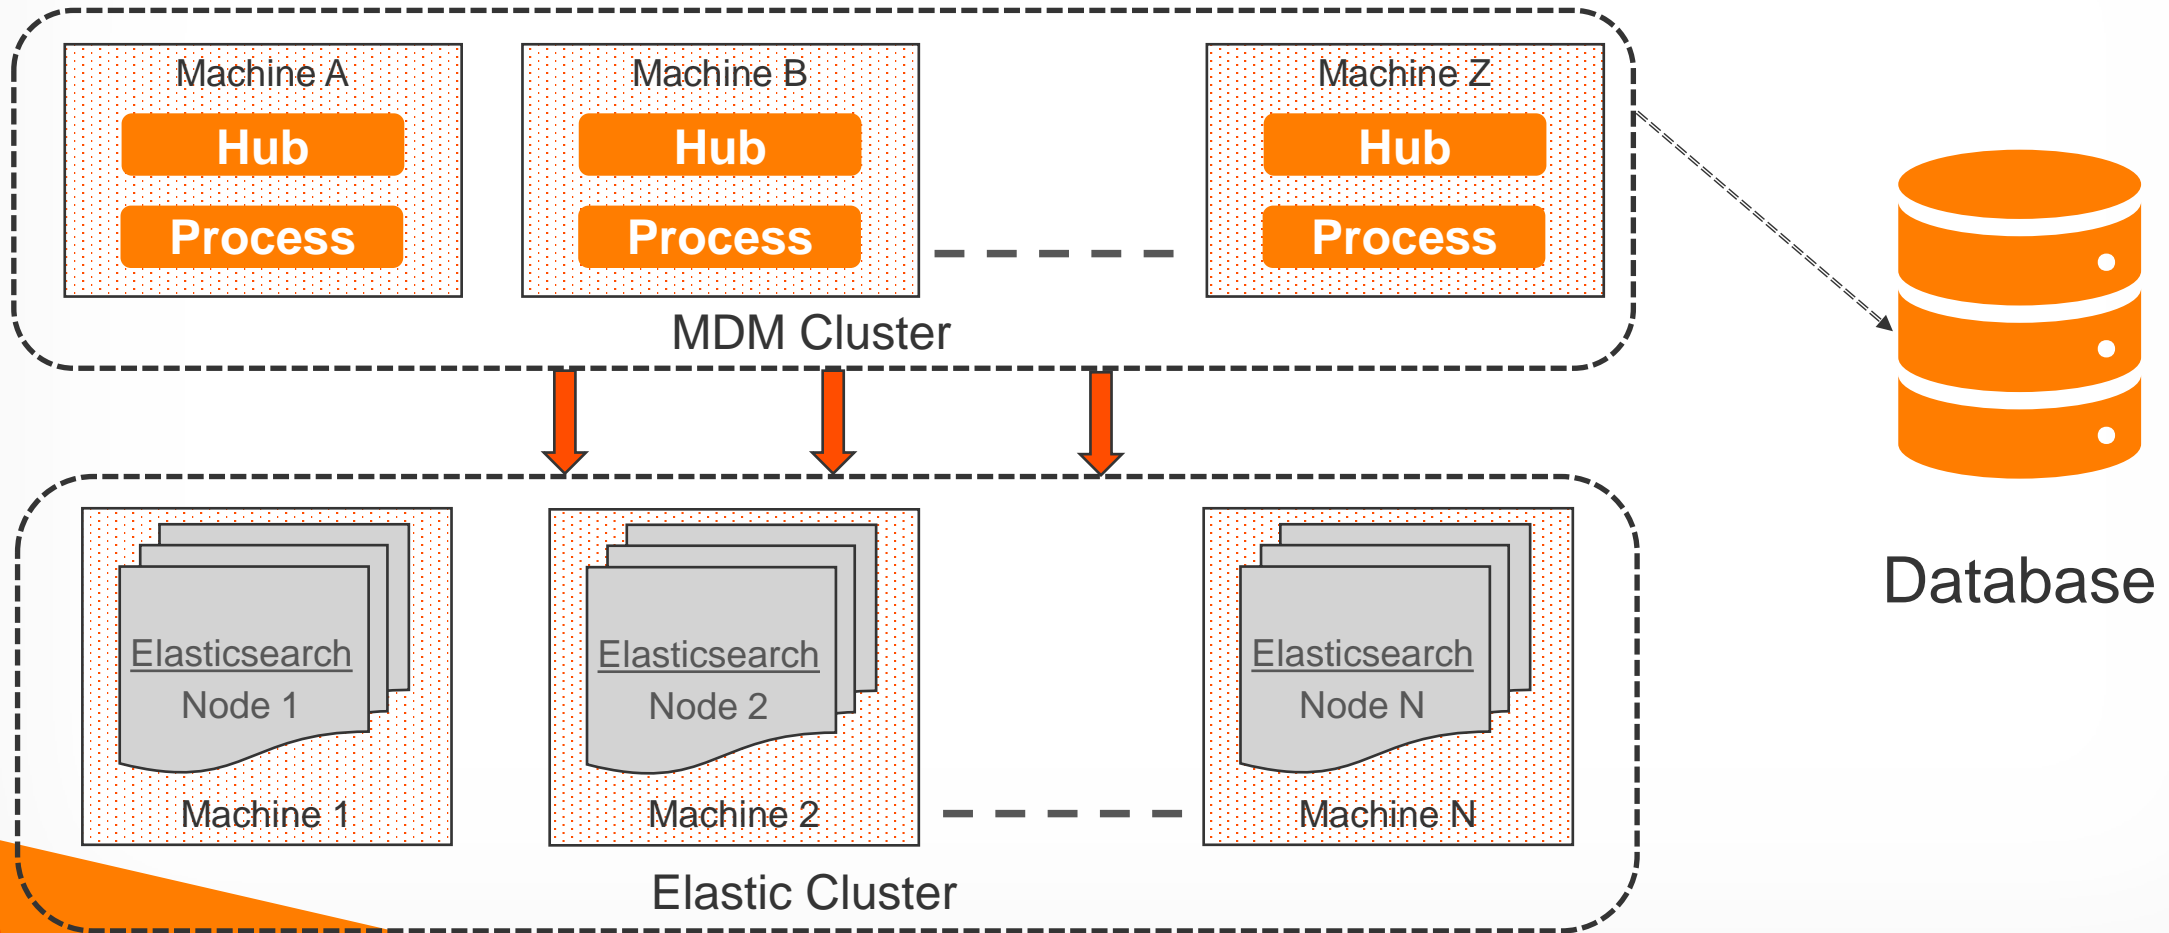 Machine A
Hub
Process
Machine B
Hub
Process
Machine Z
Hub
Process
MDM Cluster
Elasticsearch
Node 1
Machine 1
Elasticsearch
Node 2
Machine 2
Elasticsearch
Node N
Machine N
Elastic Cluster
Database